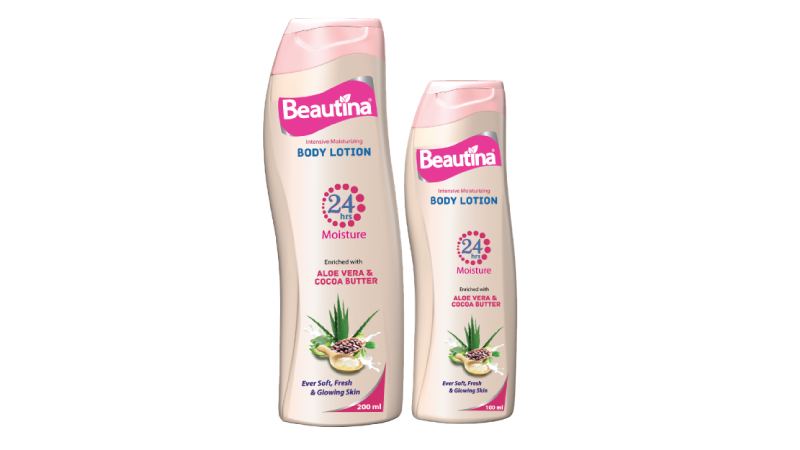 Beautina®
Intensive Moisturizing
BODY LOTION
24
hrs
Moisture
Enriched with
ALOE VERA &
COCOA BUTTER
Ever Soft, Fresh
& Glowing Skin
200 ml
Beautina®
Intensive Moisturizing
BODY LOTION
24
hrs
Moisture
Enriched with
ALOE VERA &
COCOA BUTTER
Ever Soft, Fresh
& Glowing Skin
100 ml